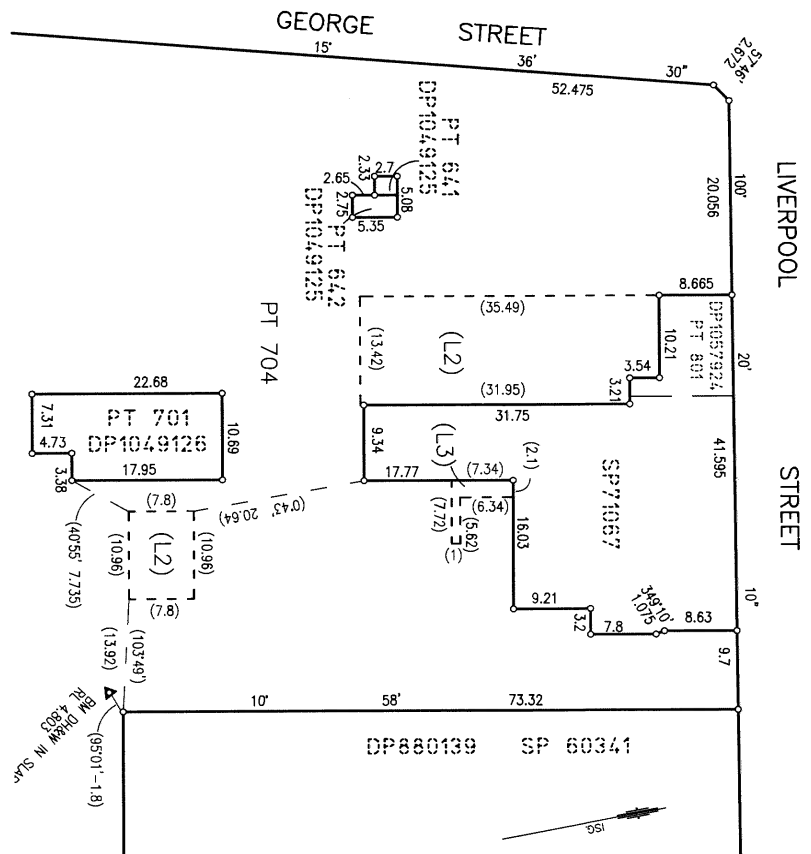 GEORGE STREET
15' 36' 30"
52.475
57°46'
2.672
LIVERPOOL STREET
100°
20.056
20'
41.595
10"
PT 641
DP1049125
2.7
2.33
5.08
2.65
2.75
5.35
PT 642
DP1049125
PT 704
(35.49)
(13.42)
(L2)
8.665
10.21
DP1057924
PT 801
3.54
3.21
(31.95)
31.75
9.34
(L3)
(2.1)
17.77
(7.34)
(6.34)
(7.72)
(5.62)
(1)
SP71067
16.03
9.21
3.2
7.8
349°10'
1.075
8.63
9.7
22.68
7.31
PT 701
DP1049126
10.69
4.73
3.38
17.95
(0°43' 20.64)
(40°55' 7.735)
(7.8)
(10.96)
(L2)
(10.96)
(7.8)
(103°49')
(13.92)
BM DH&W IN SLAB
RL 4.803
(95°01'-1.8)
10' 58' 73.32
DP880139 SP 60341
ISG